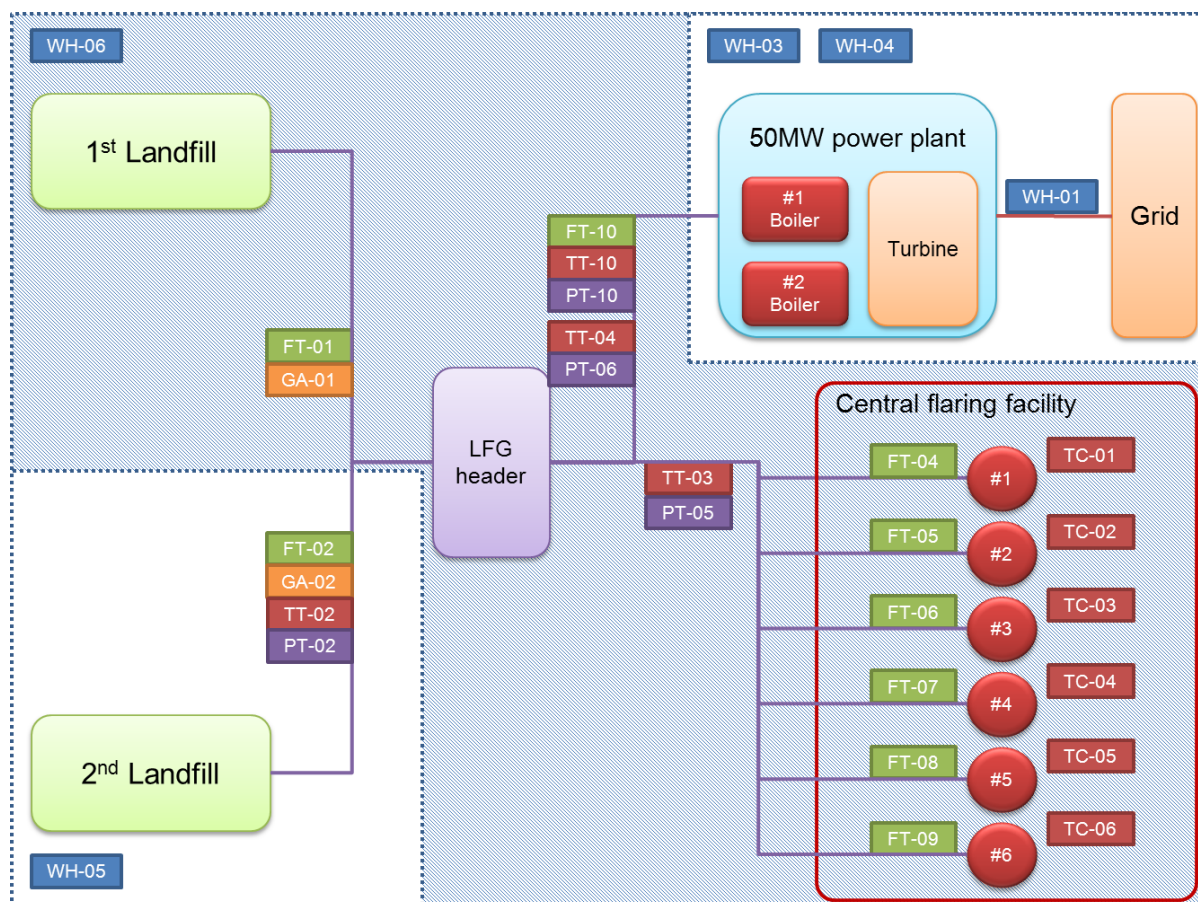 WH-06
WH-03
WH-04
1st Landfill
50MW power plant
#1
Boiler
#2
Boiler
Turbine
WH-01
Grid
FT-10
TT-10
PT-10
TT-04
PT-06
FT-01
GA-01
LFG
header
TT-03
PT-05
Central flaring facility
FT-04
#1
TC-01
FT-05
#2
TC-02
FT-06
#3
TC-03
FT-07
#4
TC-04
FT-08
#5
TC-05
FT-09
#6
TC-06
FT-02
GA-02
TT-02
PT-02
2nd Landfill
WH-05